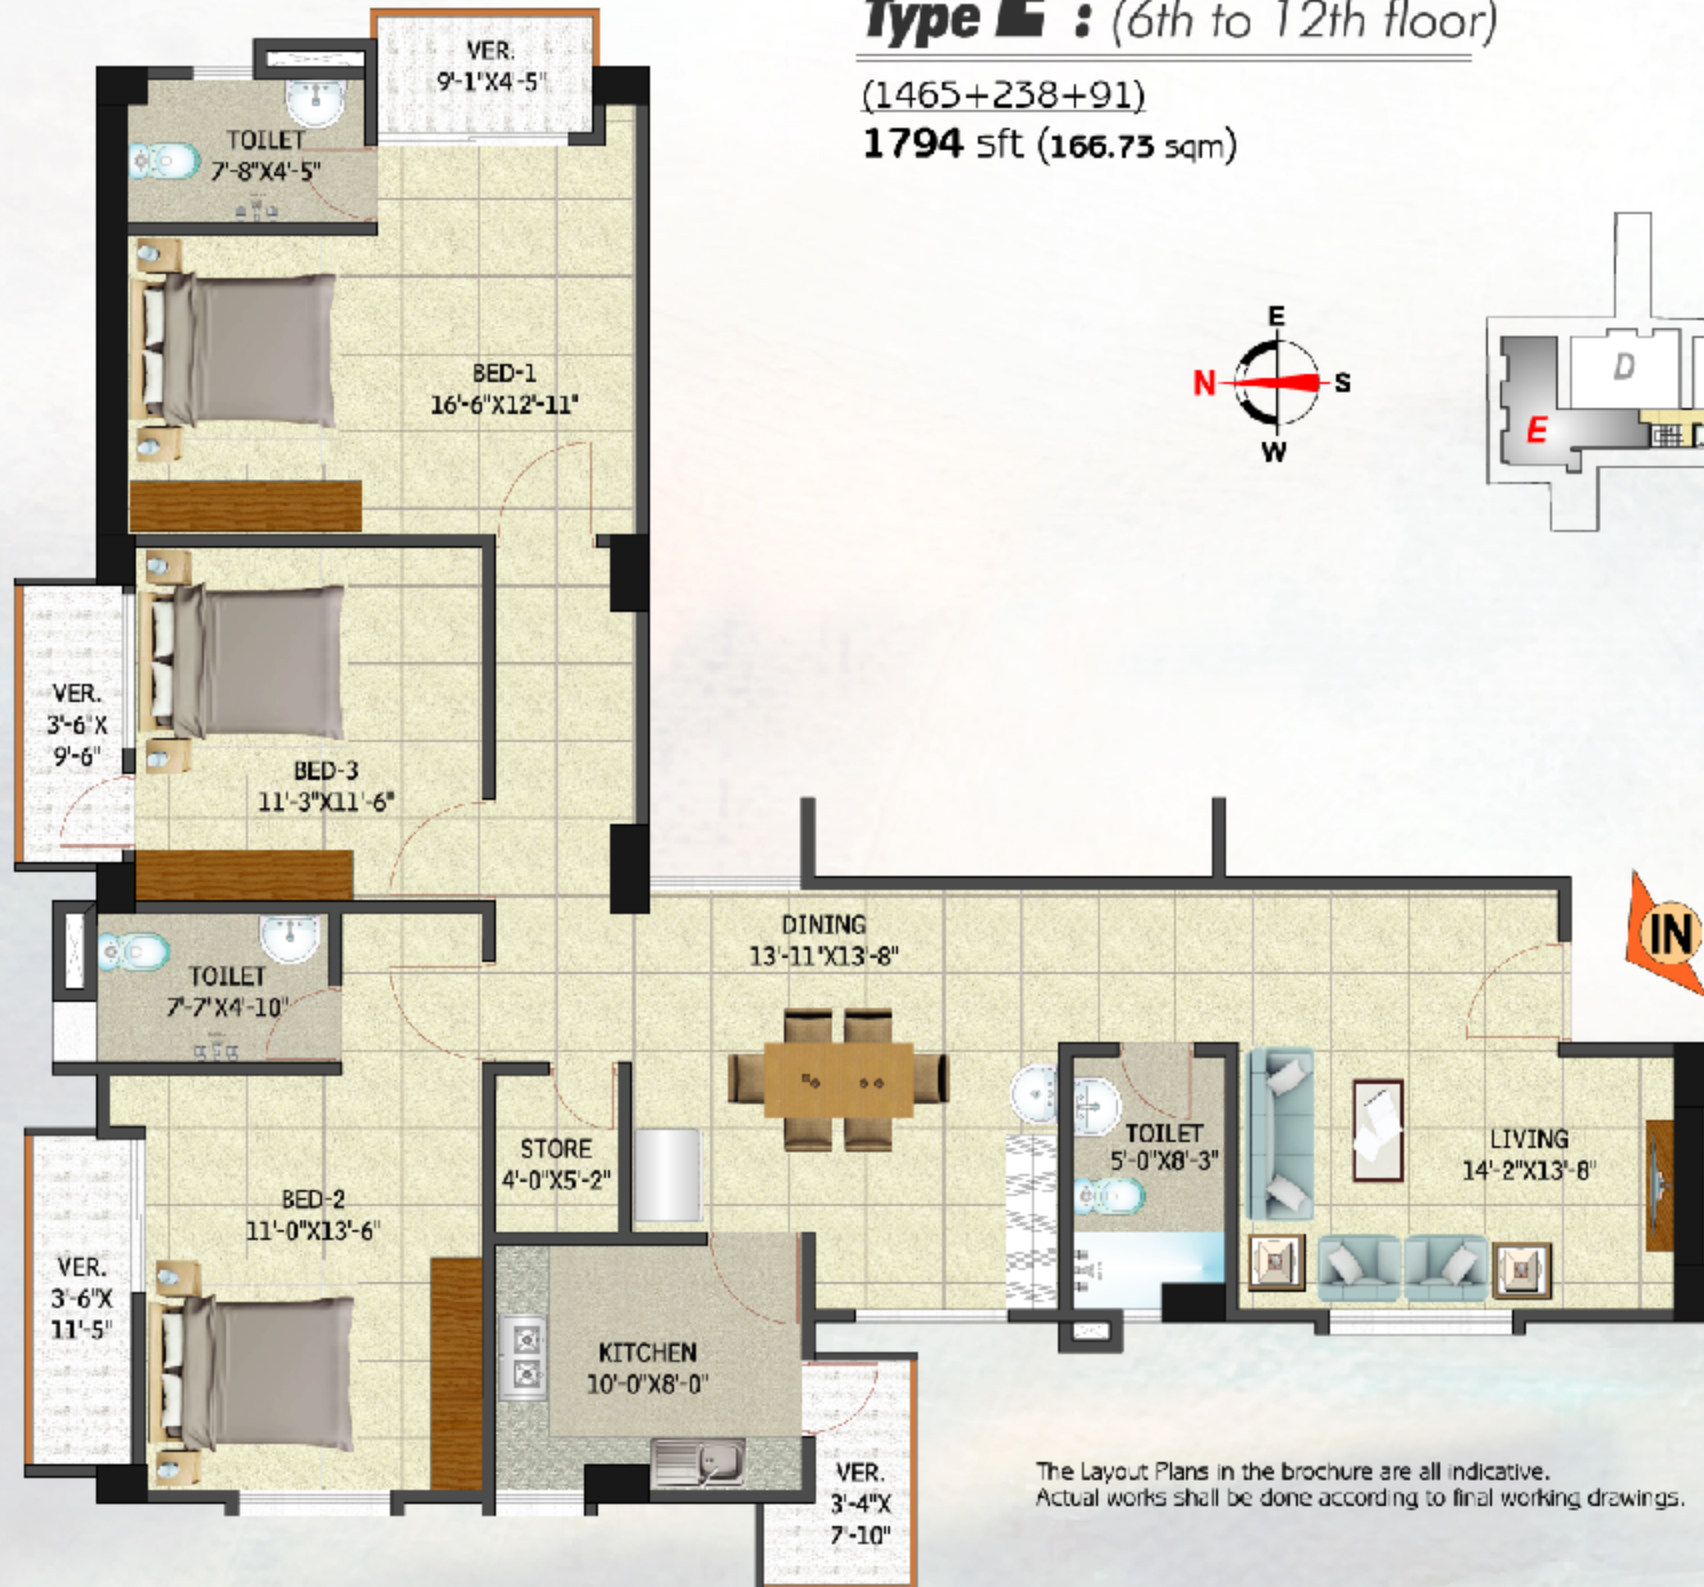 Type E : (6th to 12th floor)
(1465+238+91)
1794 sft (166.73 sqm)
VER.
9'-1"X4'-5"
TOILET
7'-8"X4'-5"
BED-1
16'-6"X12'-11"
E
N
S
W
D
E
VER.
3'-6"X
9'-6"
BED-3
11'-3"X11'-6"
IN
DINING
13'-11"X13'-8"
TOILET
7'-7"X4'-10"
STORE
4'-0"X5'-2"
TOILET
5'-0"X8'-3"
LIVING
14'-2"X13'-8"
BED-2
11'-0"X13'-6"
VER.
3'-6"X
11'-5"
KITCHEN
10'-0"X8'-0"
VER.
3'-4"X
7'-10"
The Layout Plans in the brochure are all indicative.
Actual works shall be done according to final working drawings.